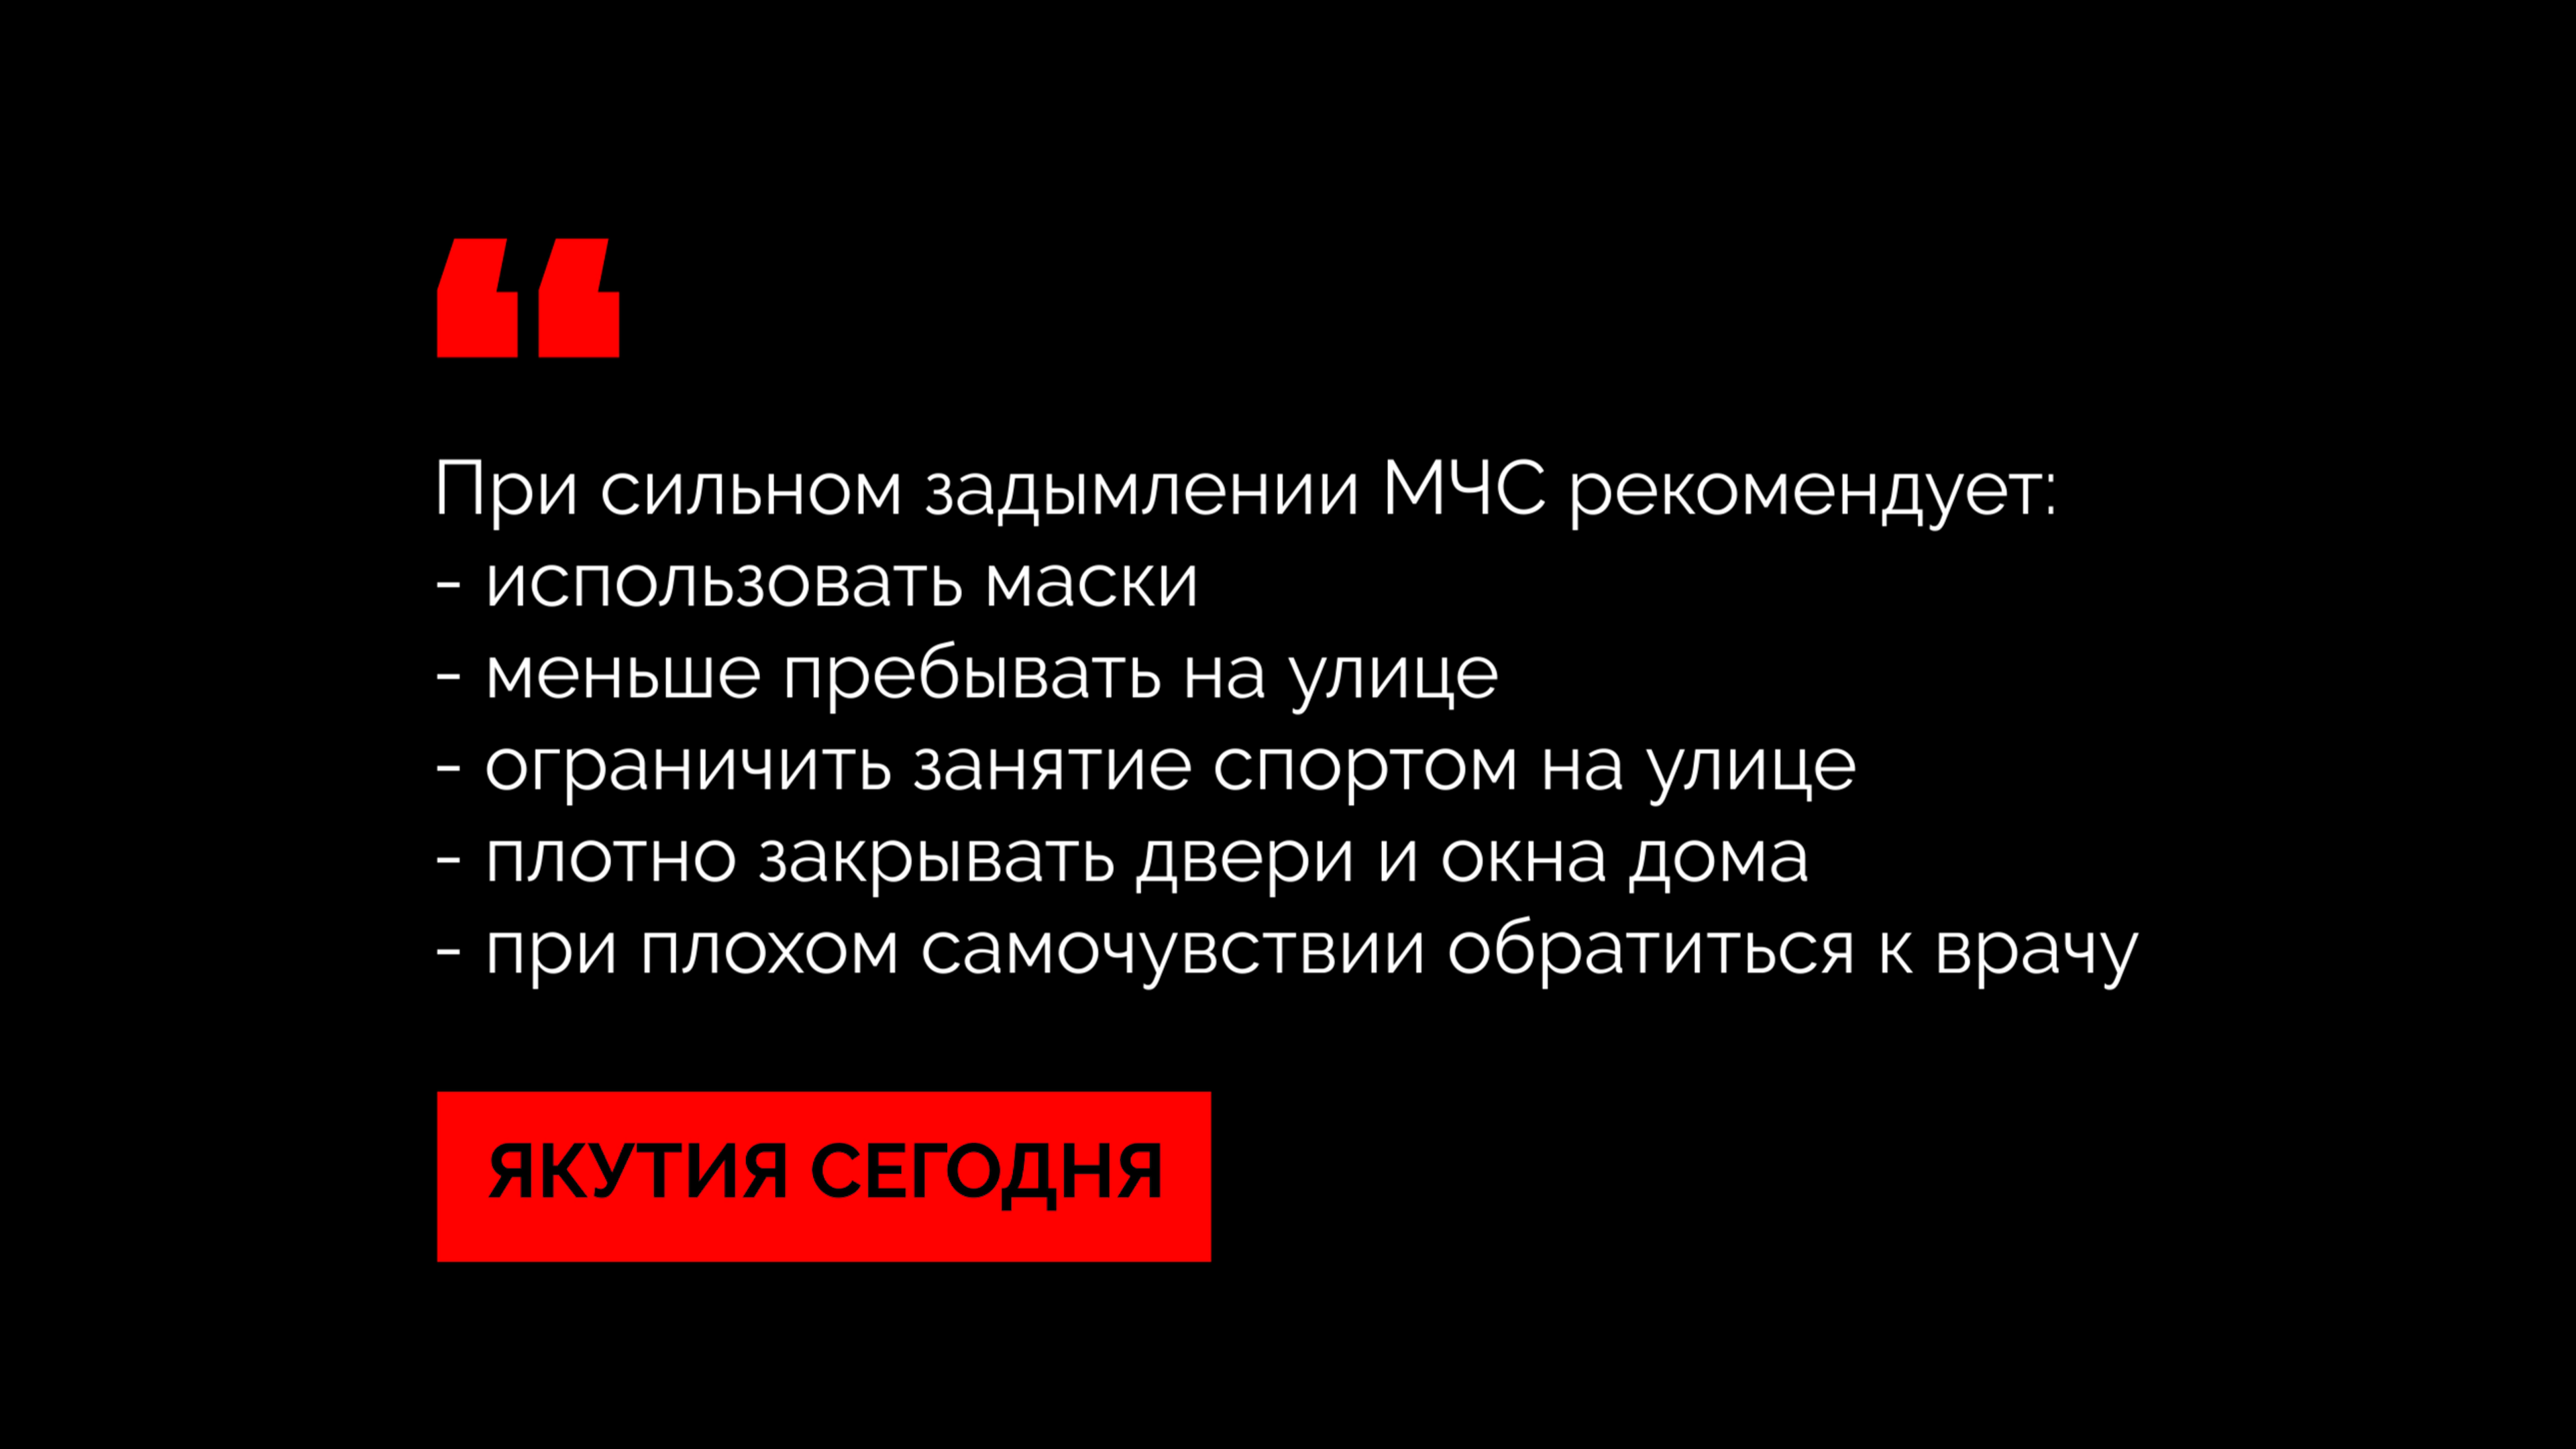 При сильном задымлении МЧС рекомендует:
- использовать маски
- меньше пребывать на улице
- ограничить занятие спортом на улице
- плотно закрывать двери и окна дома
- при плохом самочувствии обратиться к врачу
ЯКУТИЯ СЕГОДНЯ